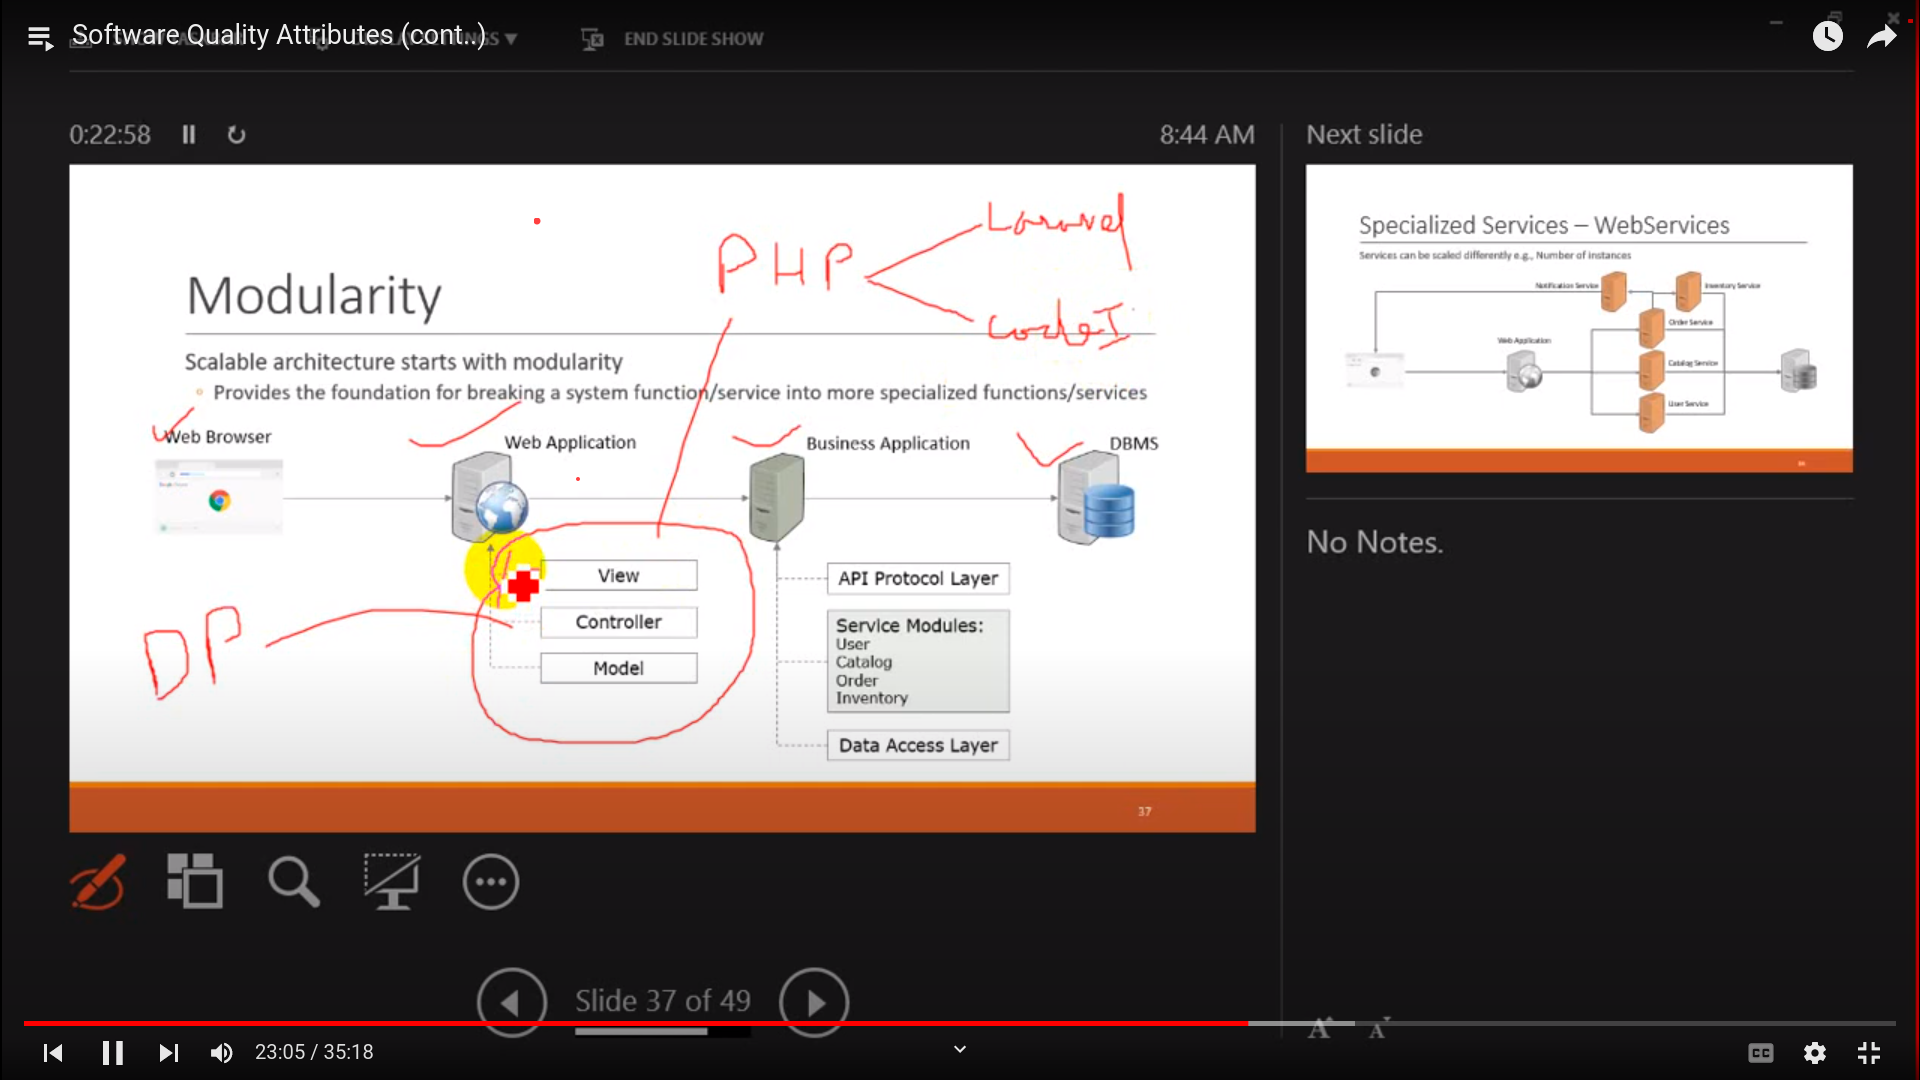 Software Quality Attributes (cont..)
END SLIDE SHOW
0:22:58
8:44 AM
Next slide
PHP
Laravel
codeI
Modularity
Scalable architecture starts with modularity
Provides the foundation for breaking a system function/service into more specialized functions/services
Web Browser
Web Application
Business Application
DBMS
View
Controller
Model
DP
API Protocol Layer
Service Modules:
User
Catalog
Order
Inventory
Data Access Layer
37
Specialized Services – WebServices
Services can be scaled differently e.g., Number of instances
Notification Service
Inventory Service
Order Service
Web Application
Catalog Service
User Service
No Notes.
Slide 37 of 49
A A
23:05 / 35:18
CC